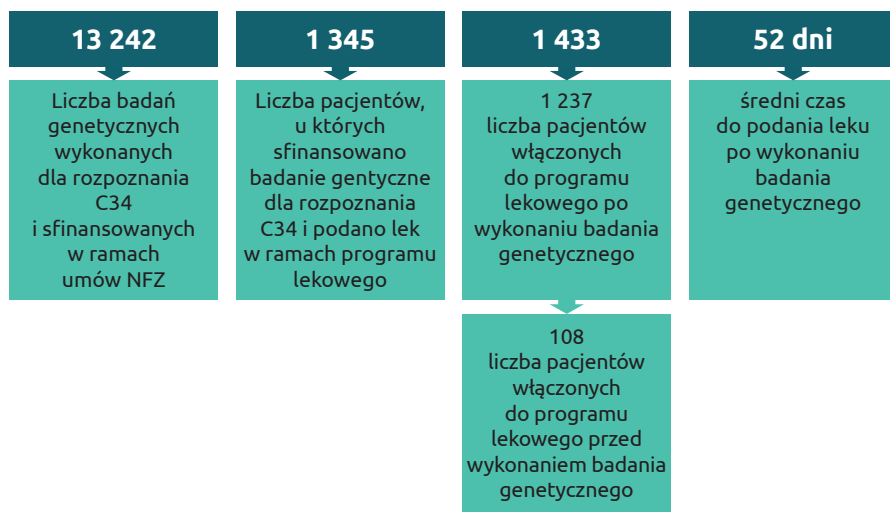 13 242
Liczba badań
genetycznych
wykonanych
dla rozpoznania
C34
i sfinansowanych
w ramach
umów NFZ
1 345
Liczba pacjentów,
u których
sfinansowano
badanie gentyczne
dla rozpoznania
C34 i podano lek
w ramach programu
lekowego
1 433
1 237
liczba pacjentów
włączonych
do programu
lekowego po
wykonaniu badania
genetycznego
108
liczba pacjentów
włączonych
do programu
lekowego przed
wykonaniem badania
genetycznego
52 dni
średni czas
do podania leku
po wykonaniu
badania
genetycznego